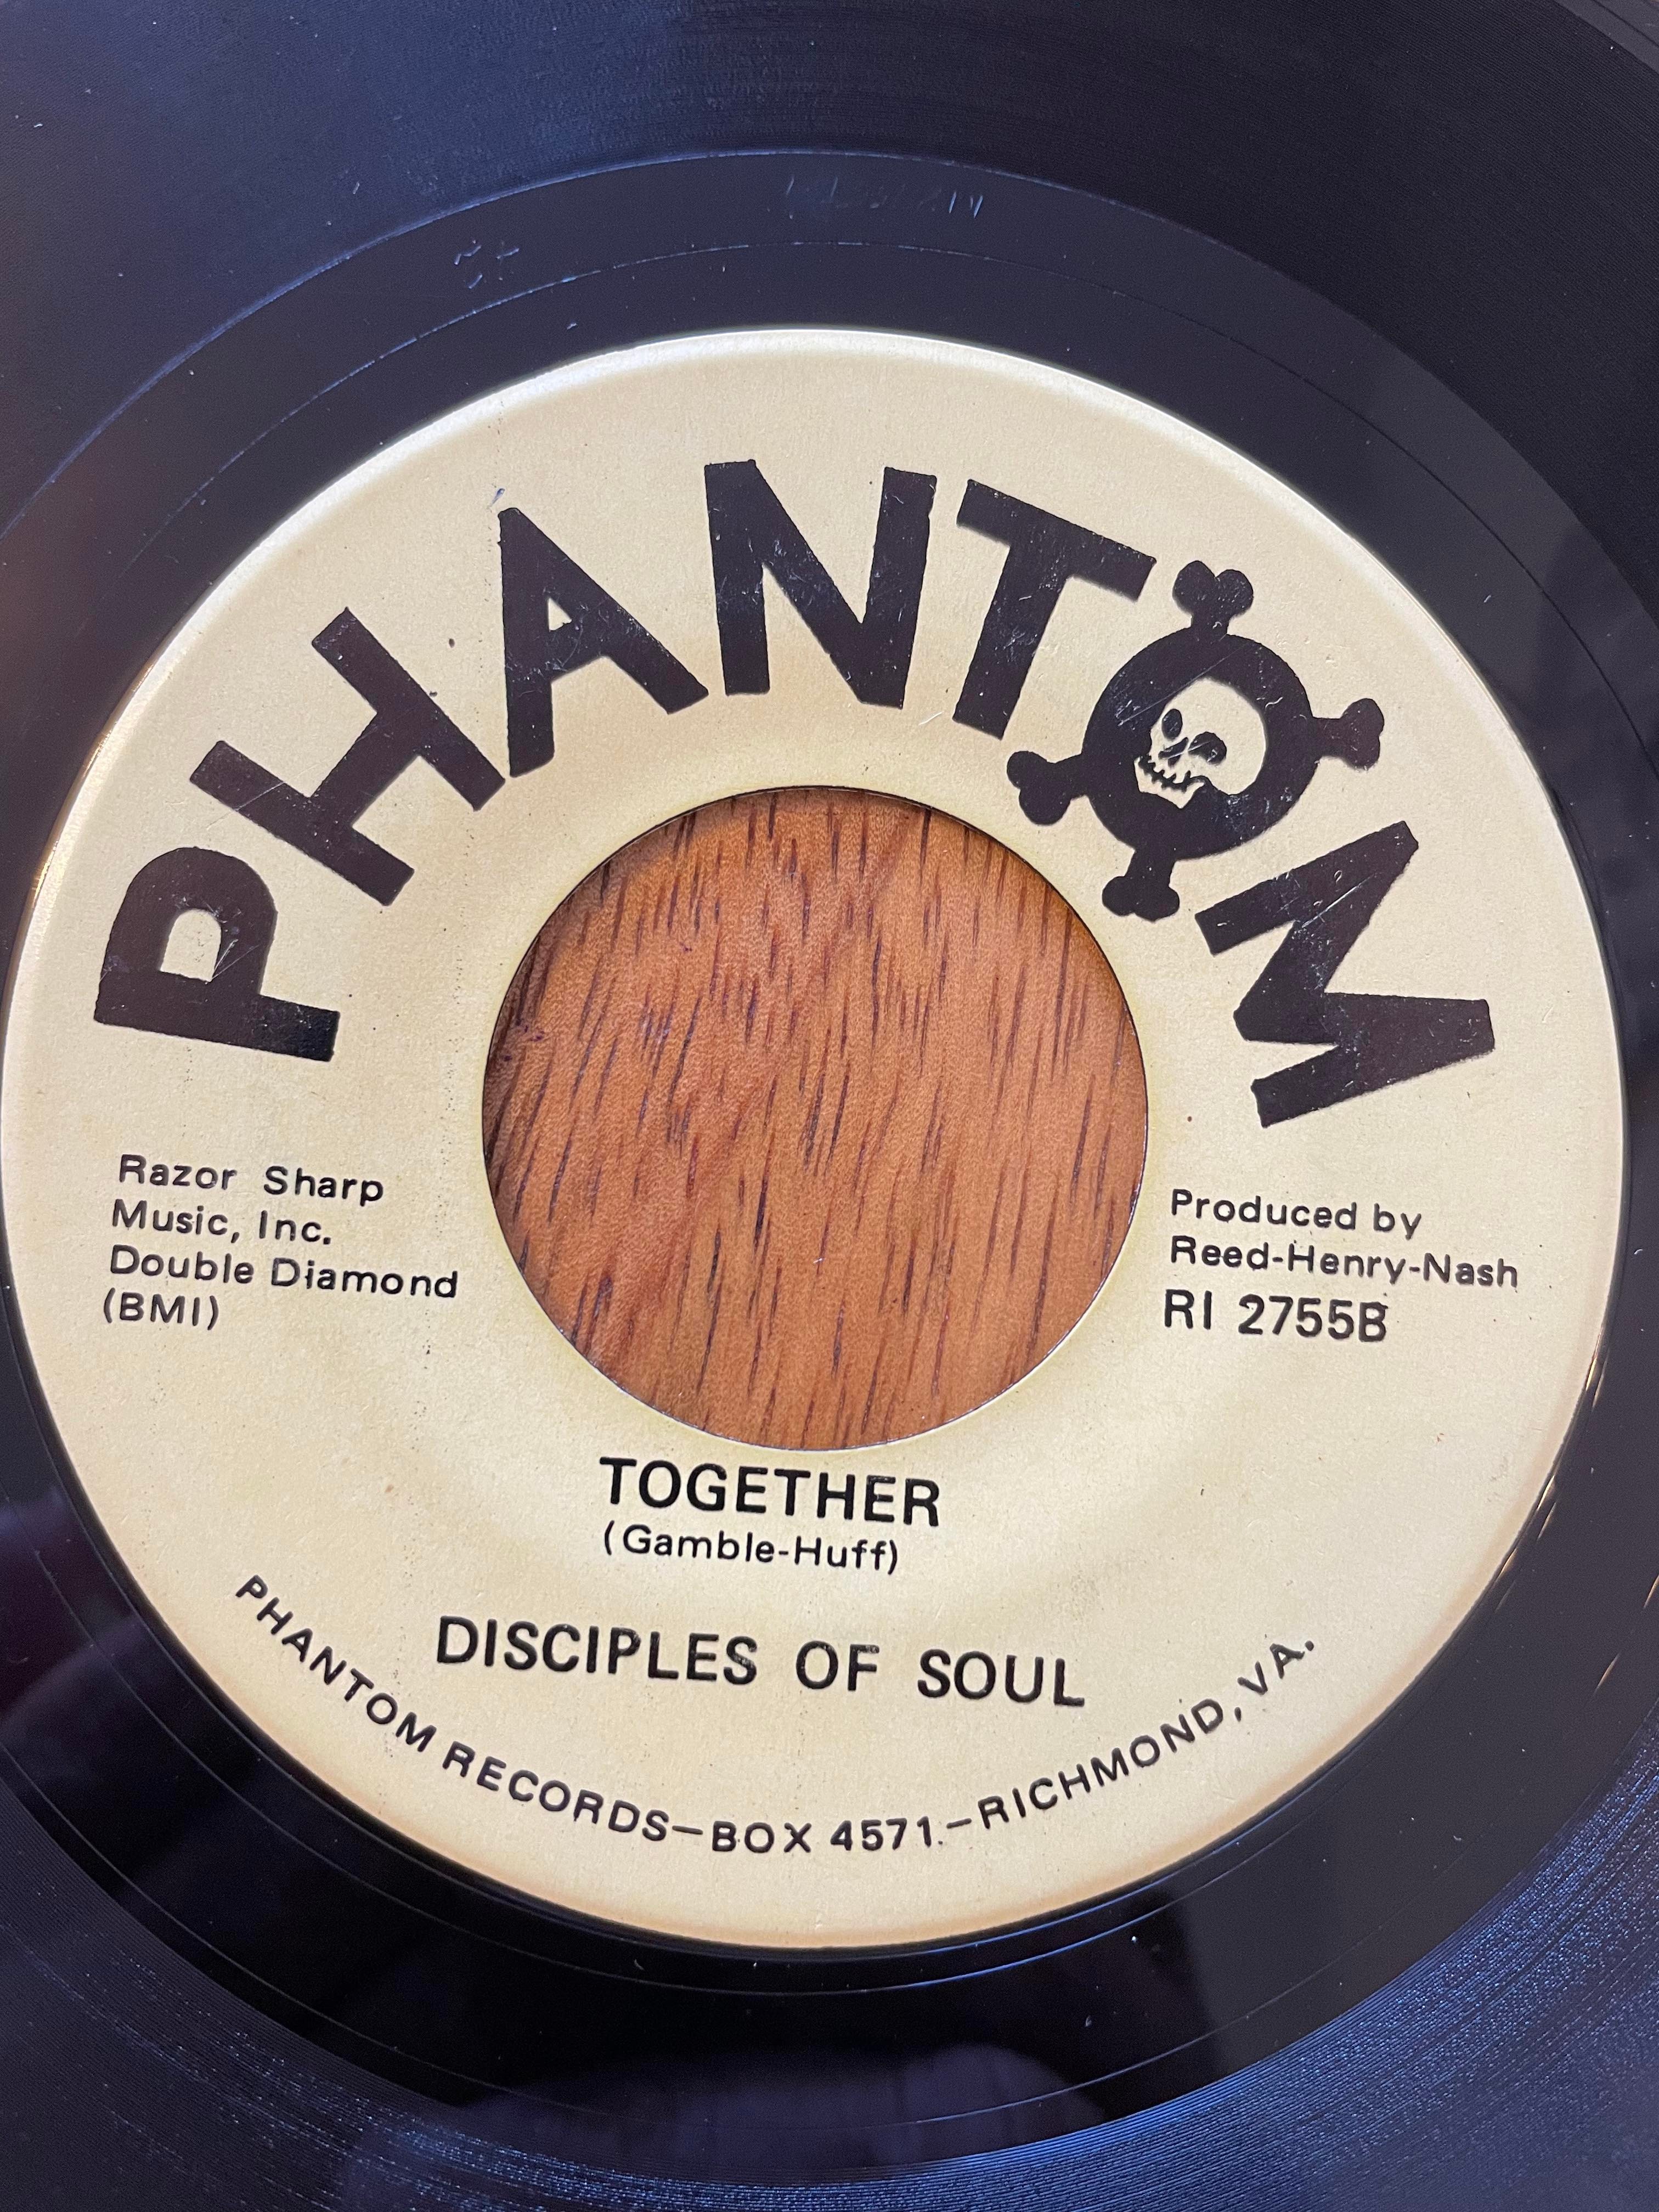 PHANTOM
Razor Sharp
Music, Inc.
Double Diamond
(BMI)
Produced by
Reed-Henry-Nash
RI 2755B
TOGETHER
(Gamble-Huff)
DISCIPLES OF SOUL
PHANTOM RECORDS-BOX 4571.-RICHMOND, VA.